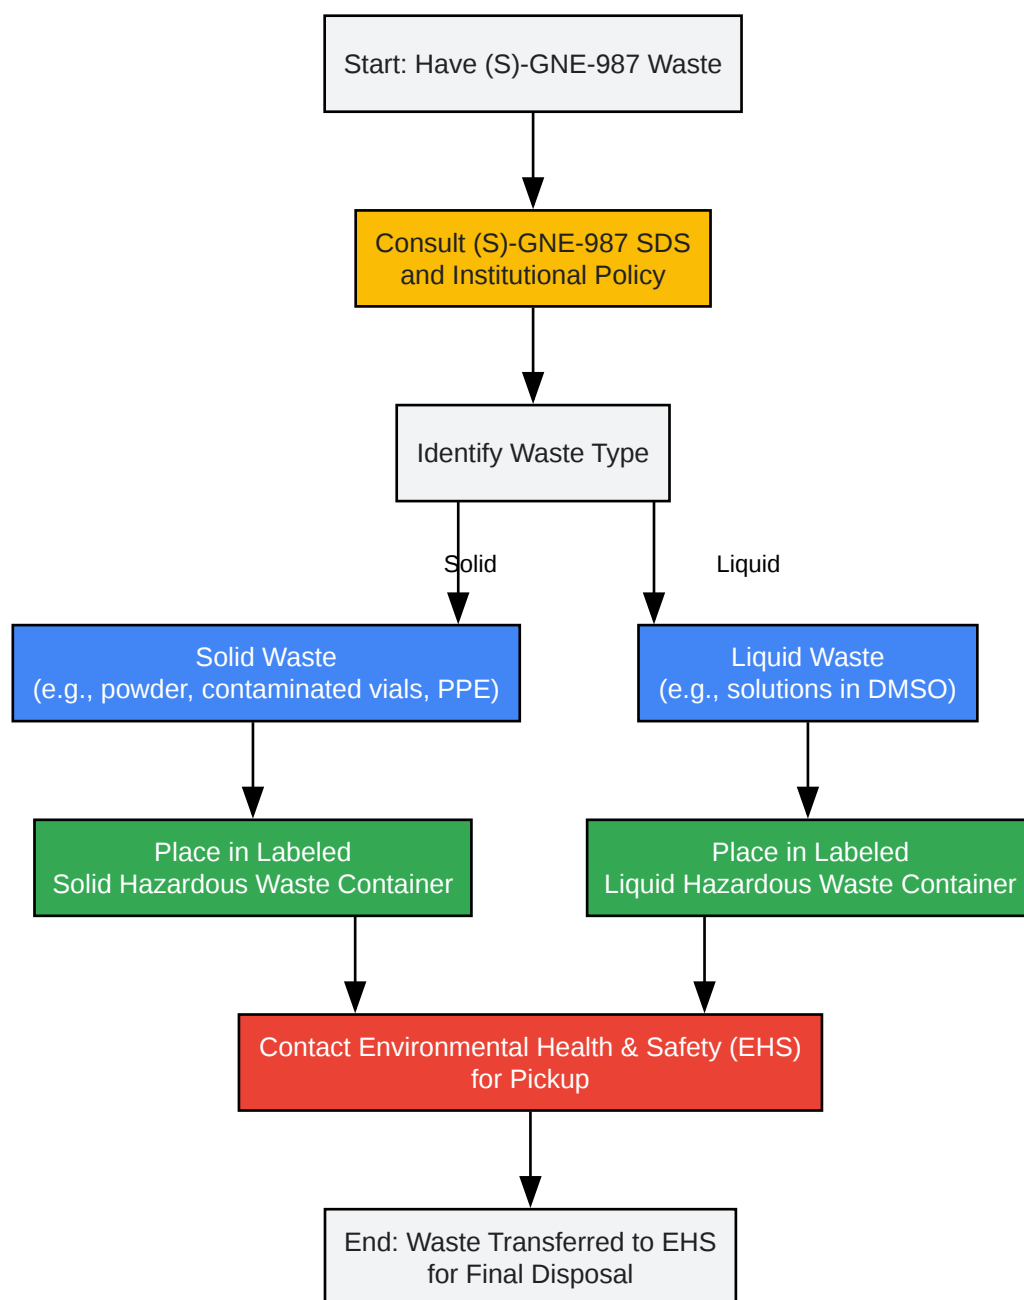 Start: Have (S)-GNE-987 Waste
Consult (S)-GNE-987 SDS
and Institutional Policy
Identify Waste Type
Solid
Liquid
Solid Waste
(e.g., powder, contaminated vials, PPE)
Liquid Waste
(e.g., solutions in DMSO)
Place in Labeled
Solid Hazardous Waste Container
Place in Labeled
Liquid Hazardous Waste Container
Contact Environmental Health & Safety (EHS)
for Pickup
End: Waste Transferred to EHS
for Final Disposal